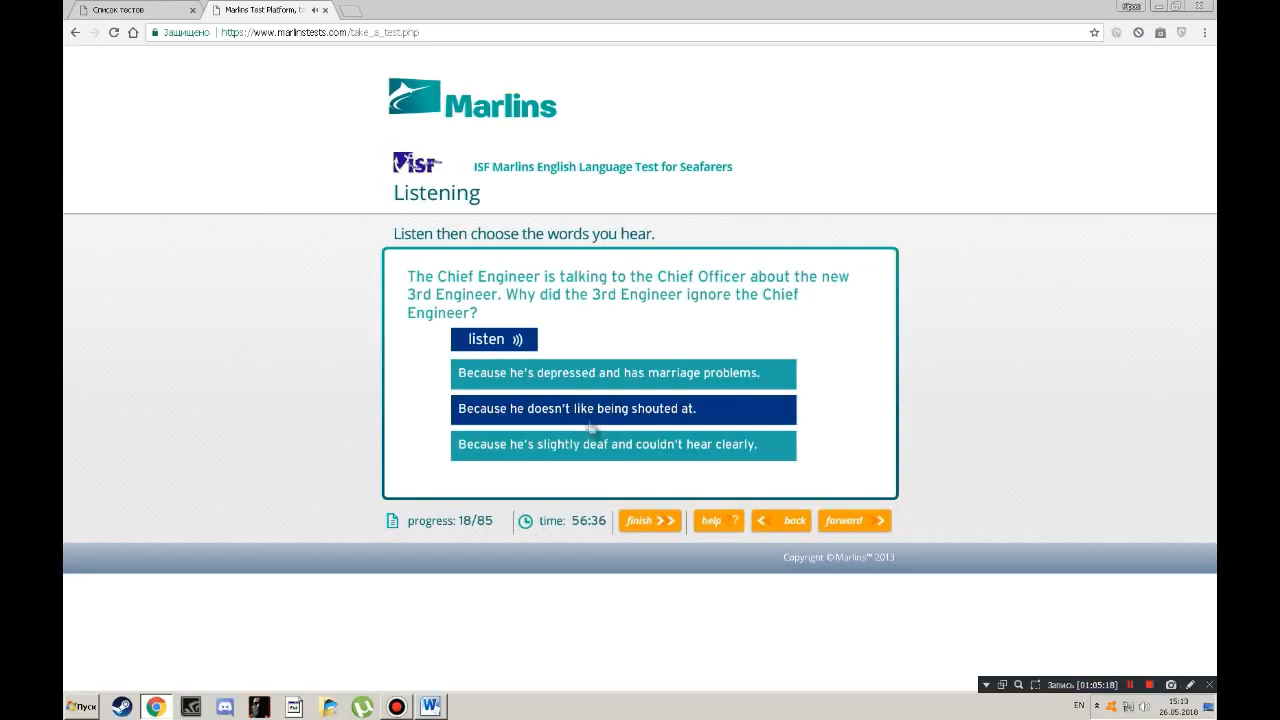 Список тестов
Marlins Test Platform, ta
Защищено
https://www.marlinstests.com/take_a_test.php
Marlins
ISF
ISF Marlins English Language Test for Seafarers
Listening
Listen then choose the words you hear.
The Chief Engineer is talking to the Chief Officer about the new
3rd Engineer. Why did the 3rd Engineer ignore the Chief
Engineer?
listen
Because he's depressed and has marriage problems.
Because he doesn't like being shouted at.
Because he's slightly deaf and couldn't hear clearly.
progress: 18/85 time: 56:36 finish help ? back forward
Copyright © Marlins™ 2013
Запись [01:05:18]
Пуск
EN
15:13
26.05.2018